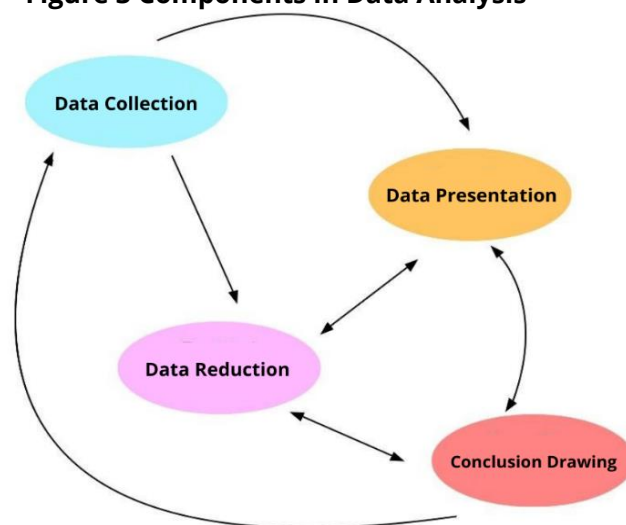 Figure 3 Components in Data Analysis
Data Collection
Data Presentation
Data Reduction
Conclusion Drawing